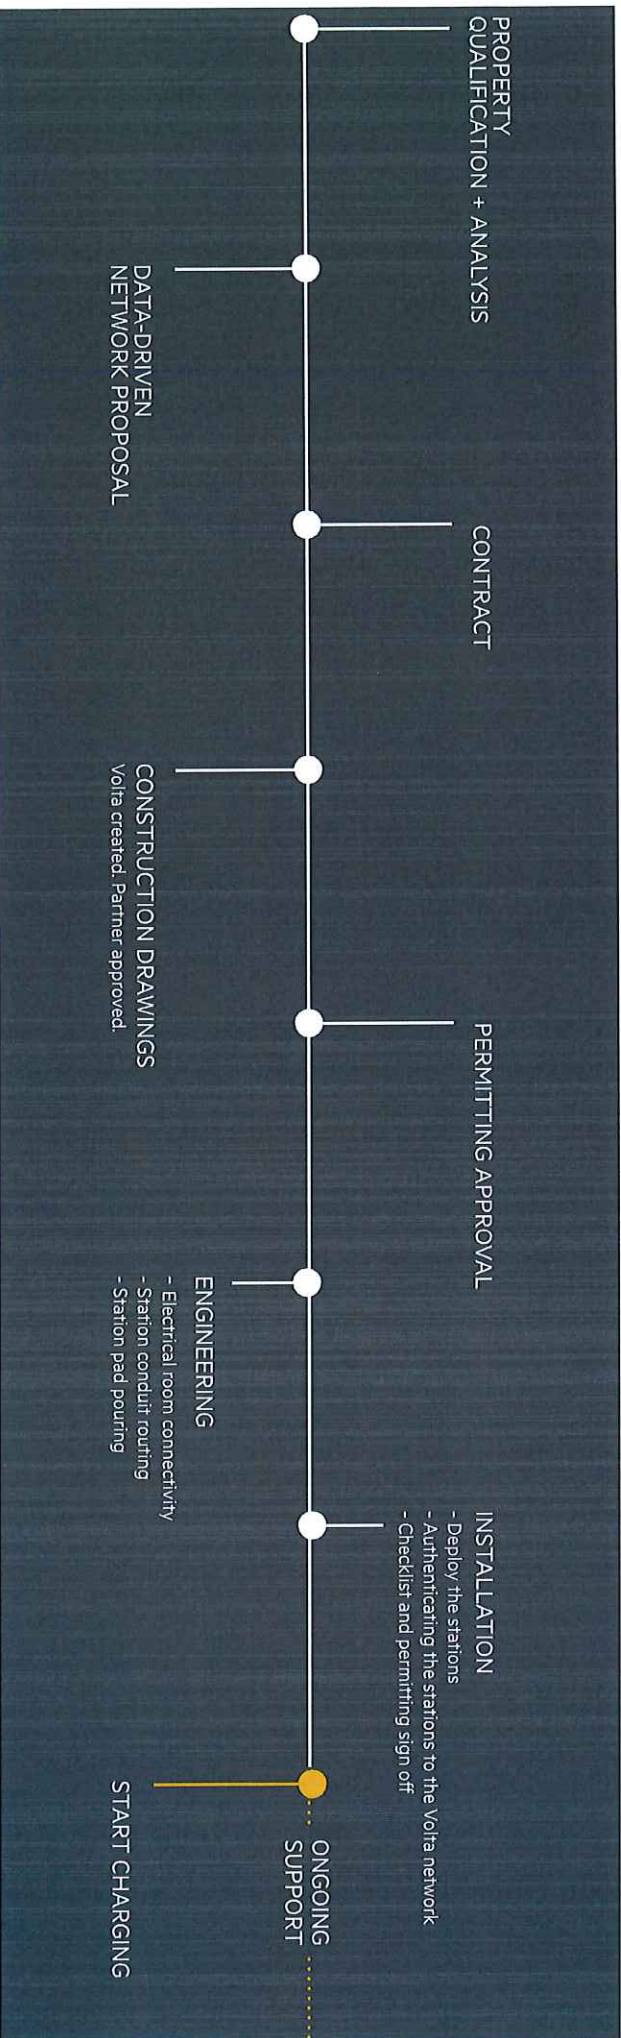 PROPERTY
QUALIFICATION + ANALYSIS
DATA-DRIVEN
NETWORK PROPOSAL
CONTRACT
CONSTRUCTION DRAWINGS
Volta created. Partner approved.
PERMITTING APPROVAL
ENGINEERING
- Electrical room connectivity
- Station conduit routing
- Station pad pouring
INSTALLATION
- Deploy the stations
- Authenticating the stations to the Volta network
- Checklist and permitting sign off
START CHARGING
ONGOING
SUPPORT